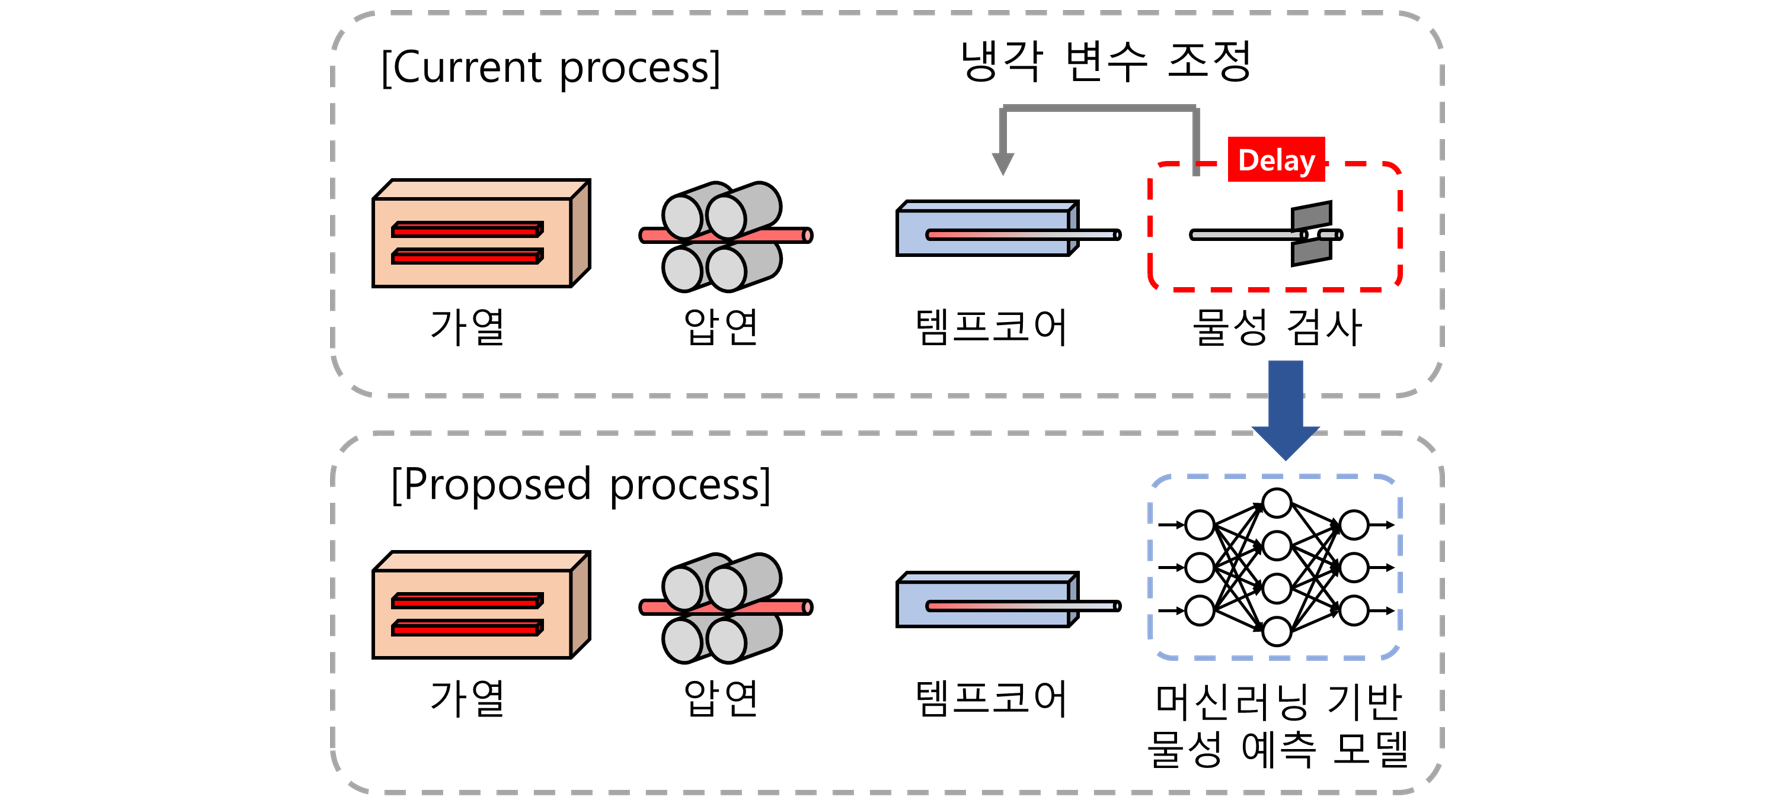 [Current process]
냉각 변수 조정
Delay
가열
압연
템프코어
물성 검사
[Proposed process]
가열
압연
템프코어
머신러닝 기반
물성 예측 모델